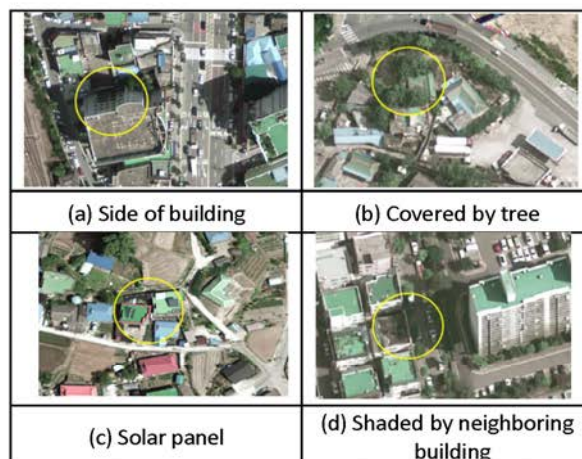 (a) Side of building
(b) Covered by tree
(c) Solar panel
(d) Shaded by neighboring
building